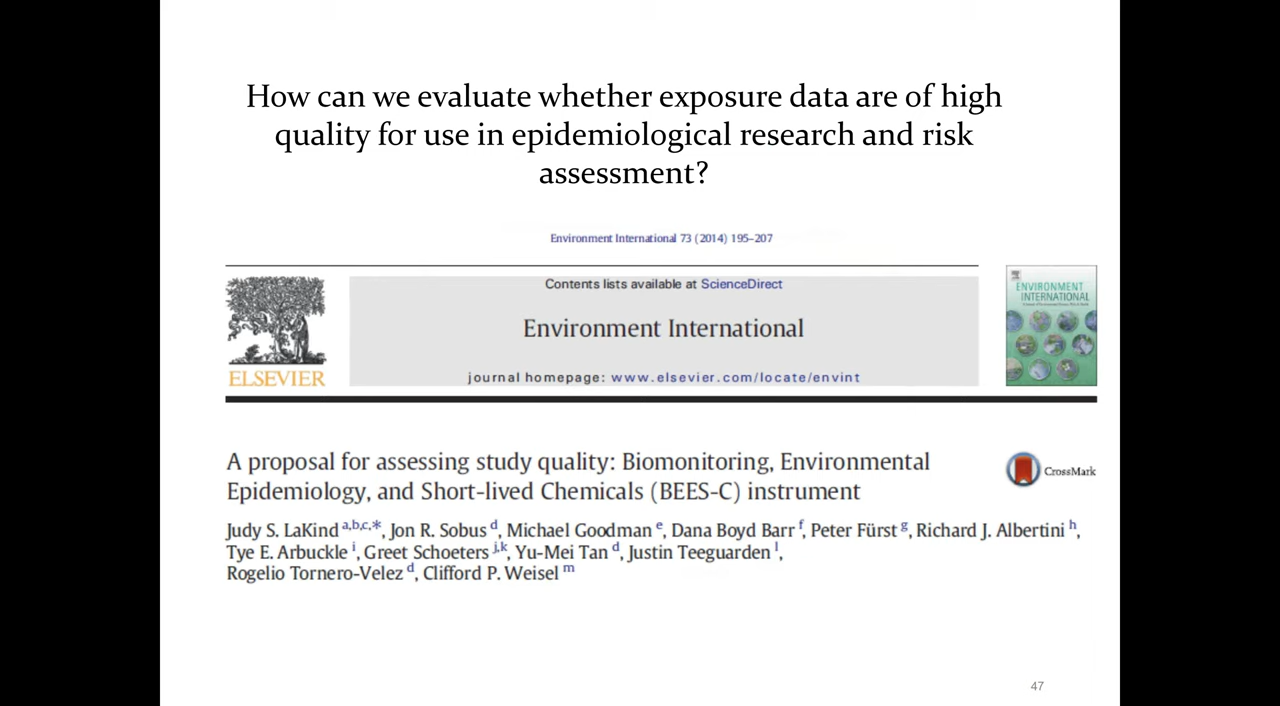 How can we evaluate whether exposure data are of high
quality for use in epidemiological research and risk
assessment?
Environment International 73 (2014) 195–207
Contents lists available at ScienceDirect
Environment International
journal homepage: www.elsevier.com/locate/envint
ELSEVIER
ENVIRONMENT
INTERNATIONAL
A proposal for assessing study quality: Biomonitoring, Environmental
Epidemiology, and Short-lived Chemicals (BEES-C) instrument
CrossMark
Judy S. LaKind a,b,c,*, Jon R. Sobus d, Michael Goodman e, Dana Boyd Barr f, Peter Fürst g, Richard J. Albertini h,
Tye E. Arbuckle i, Greet Schoeters j,k, Yu-Mei Tan d, Justin Teeguarden l,
Rogelio Tornero-Velez d, Clifford P. Weisel m
47